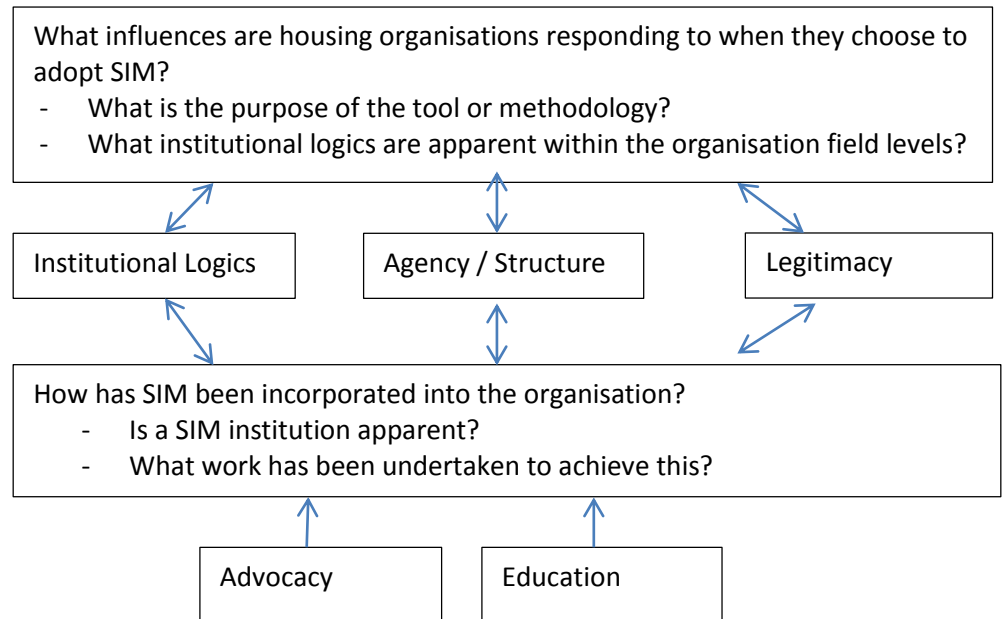 What influences are housing organisations responding to when they choose to
adopt SIM?
- What is the purpose of the tool or methodology?
- What institutional logics are apparent within the organisation field levels?
Institutional Logics
Agency / Structure
Legitimacy
How has SIM been incorporated into the organisation?
- Is a SIM institution apparent?
- What work has been undertaken to achieve this?
Advocacy
Education